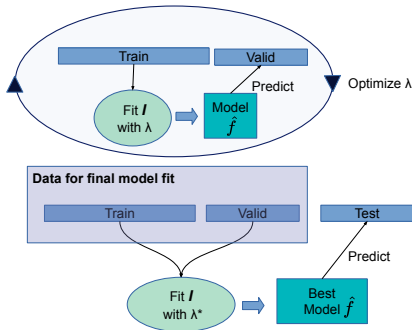 Train
Valid
Predict
Optimize λ
Fit I
with λ
Model
f̂
Data for final model fit
Train
Valid
Test
Predict
Fit I
with λ*
Best
Model f̂